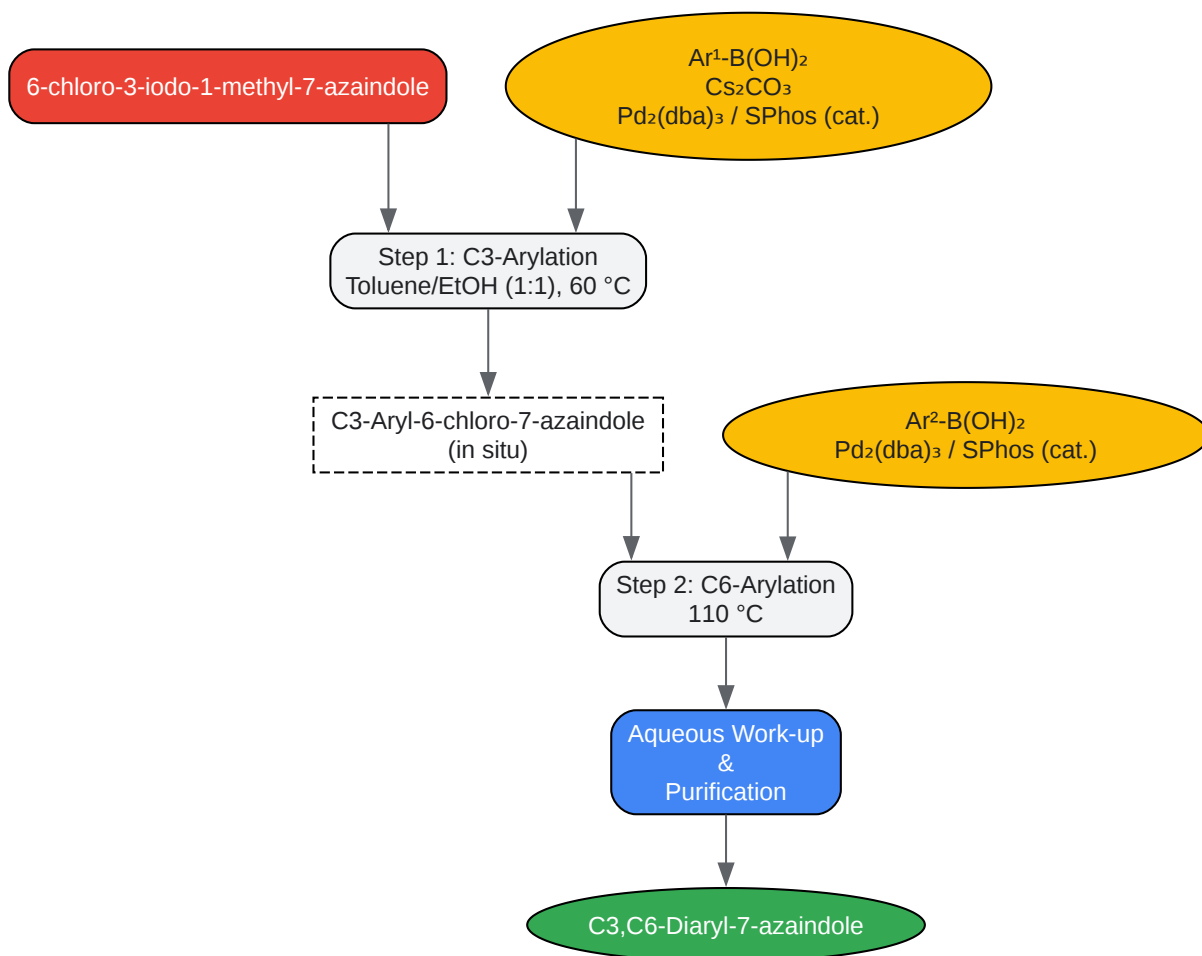 6-chloro-3-iodo-1-methyl-7-azaindole
Ar¹-B(OH)₂
Cs₂CO₃
Pd₂(dba)₃ / SPhos (cat.)
Step 1: C3-Arylation
Toluene/EtOH (1:1), 60 °C
C3-Aryl-6-chloro-7-azaindole
(in situ)
Ar²-B(OH)₂
Pd₂(dba)₃ / SPhos (cat.)
Step 2: C6-Arylation
110 °C
Aqueous Work-up
&
Purification
C3,C6-Diaryl-7-azaindole